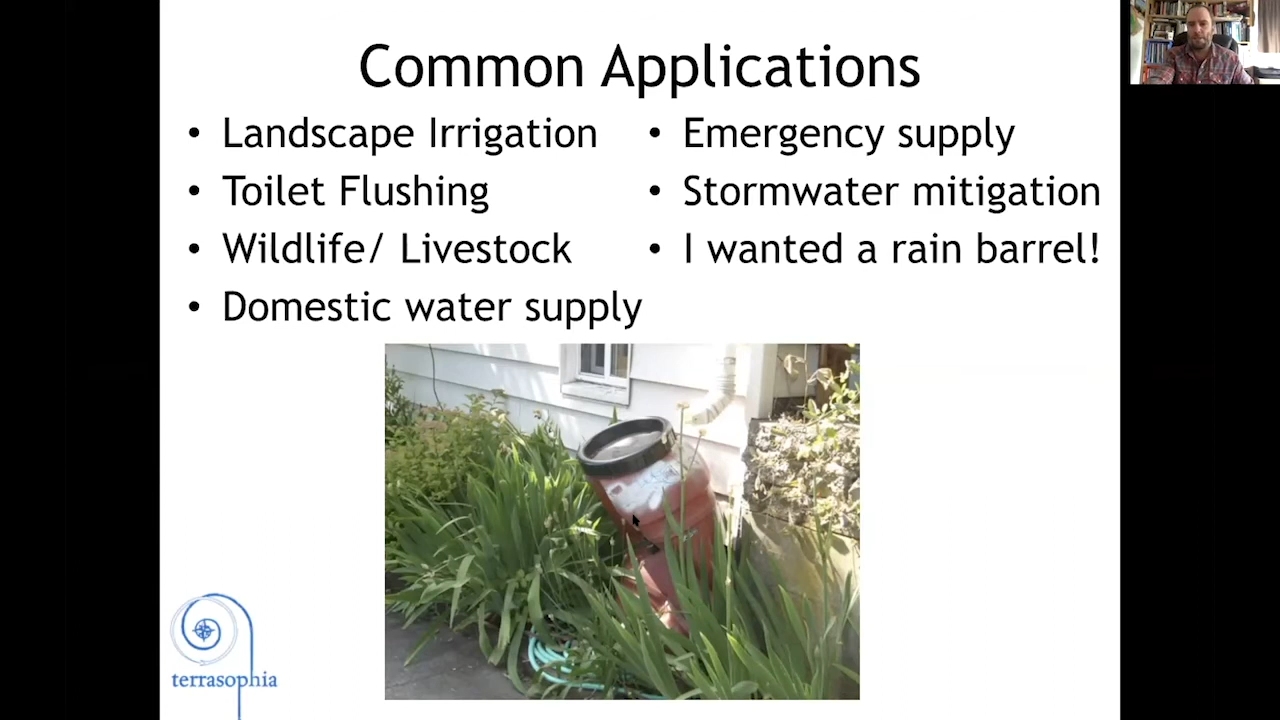 Common Applications
• Landscape Irrigation
• Toilet Flushing
• Wildlife/ Livestock
• Domestic water supply
• Emergency supply
• Stormwater mitigation
• I wanted a rain barrel!
terrasophia